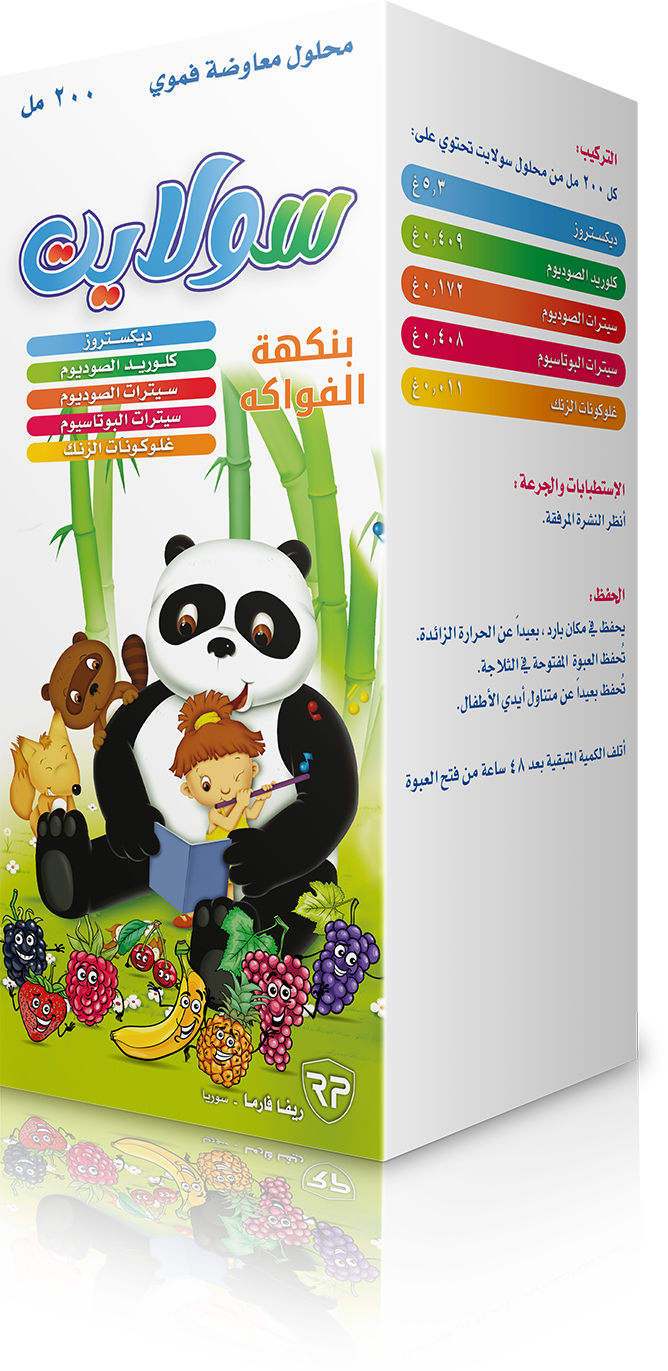 محلول معاوضة فموي ٢٠٠ مل
سولايت
بنكهة
الفواكه
ديكستروز
كلوريد الصوديوم
سيترات الصوديوم
سيترات البوتاسيوم
غلوكونات الزنك
RP
ريفا فارما - سوريا
التركيب:
كل ٢٠٠ مل من محلول سولايت تحتوي على:
ديكستروز ٥,٣ غ
كلوريد الصوديوم ٠,٤٠٩ غ
سيترات الصوديوم ٠,١٧٢ غ
سيترات البوتاسيوم ٠,٤٠٨ غ
غلوكونات الزنك ٠,٠١١ غ
الإستطبابات والجرعة :
أنظر النشرة المرفقة.
الحفظ :
يحفظ في مكان بارد ، بعيداً عن الحرارة الزائدة.
تُحفظ العبوة المفتوحة في الثلاجة.
تُحفظ بعيداً عن متناول أيدي الأطفال.
أتلف الكمية المتبقية بعد ٤٨ ساعة من فتح العبوة